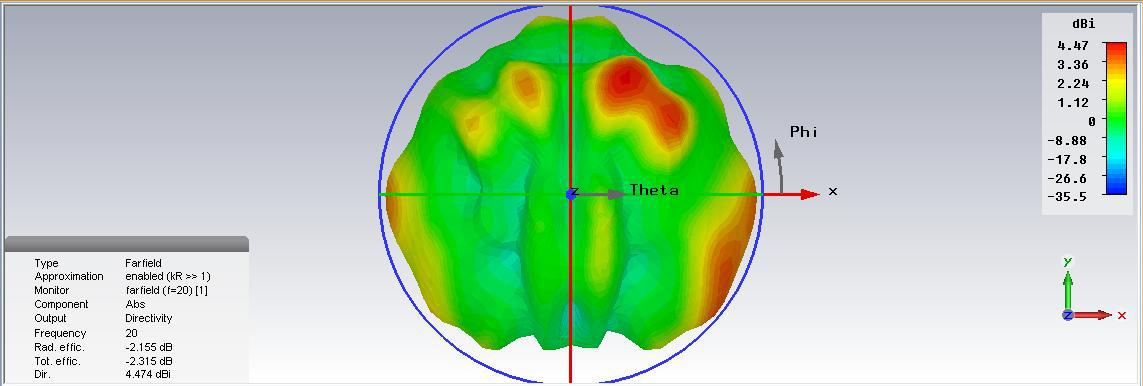 dBi
4.47
3.36
2.24
1.12
0
-8.88
-17.8
-26.6
-35.5
Phi
z
Theta
x
Type Farfield
Approximation enabled (kR >> 1)
Monitor farfield (f=20) [1]
Component Abs
Output Directivity
Frequency 20
Rad. effic. -2.155 dB
Tot. effic. -2.315 dB
Dir. 4.474 dBi
y
z
x